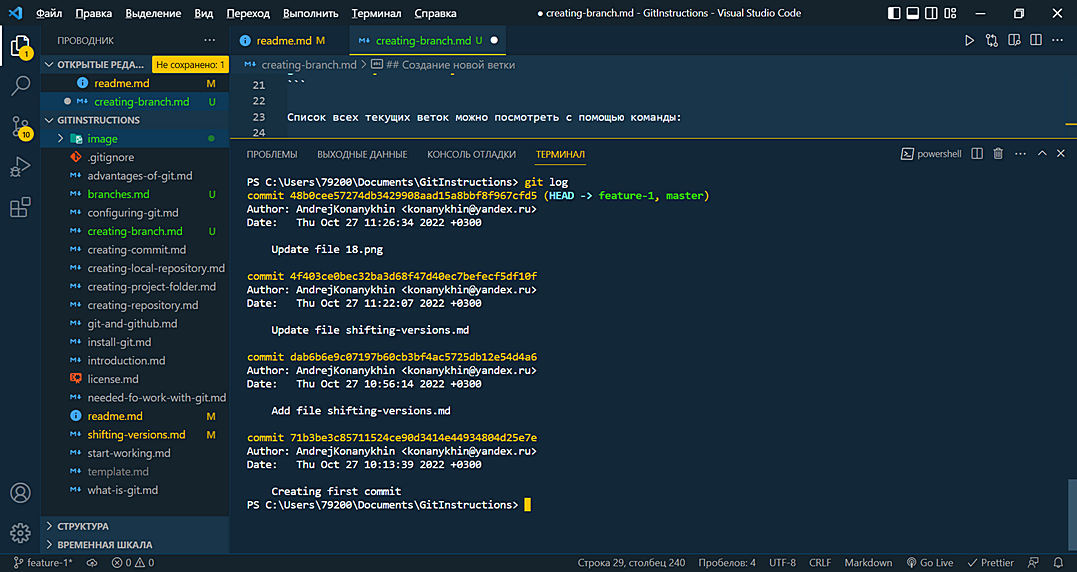 Файл Правка Выделение Вид Переход Выполнить Терминал Справка
● creating-branch.md - GitInstructions - Visual Studio Code
ПРОВОДНИК ...
ОТКРЫТЫЕ РЕДА... Не сохранено: 1
readme.md M
creating-branch.md U
GITINSTRUCTIONS
image
.gitignore
advantages-of-git.md
branches.md U
configuring-git.md
creating-branch.md U
creating-commit.md
creating-local-repository.md
creating-project-folder.md
creating-repository.md
git-and-github.md
install-git.md
introduction.md
license.md
needed-fo-work-with-git.md
readme.md M
shifting-versions.md M
start-working.md
template.md
what-is-git.md
СТРУКТУРА
ВРЕМЕННАЯ ШКАЛА
1
10
readme.md M creating-branch.md U ●
creating-branch.md > ## Создание новой ветки
21 ```
22
23 Список всех текущих веток можно посмотреть с помощью команды:
24
ПРОБЛЕМЫ ВЫХОДНЫЕ ДАННЫЕ КОНСОЛЬ ОТЛАДКИ ТЕРМИНАЛ powershell
PS C:\Users\79200\Documents\GitInstructions> git log
commit 48b0cee57274db3429908aad15a8bbf8f967cfd5 (HEAD -> feature-1, master)
Author: AndrejKonanykhin <konanykhin@yandex.ru>
Date: Thu Oct 27 11:26:34 2022 +0300
Update file 18.png
commit 4f403ce0bec32ba3d68f47d40ec7befecf5df10f
Author: AndrejKonanykhin <konanykhin@yandex.ru>
Date: Thu Oct 27 11:22:07 2022 +0300
Update file shifting-versions.md
commit dab6b6e9c07197b60cb3bf4ac5725db12e54d4a6
Author: AndrejKonanykhin <konanykhin@yandex.ru>
Date: Thu Oct 27 10:56:14 2022 +0300
Add file shifting-versions.md
commit 71b3be3c85711524ce90d3414e44934804d25e7e
Author: AndrejKonanykhin <konanykhin@yandex.ru>
Date: Thu Oct 27 10:13:39 2022 +0300
Creating first commit
PS C:\Users\79200\Documents\GitInstructions>
feature-1* 0 0 Строка 29, столбец 240 Пробелов: 4 UTF-8 CRLF Markdown Go Live Prettier